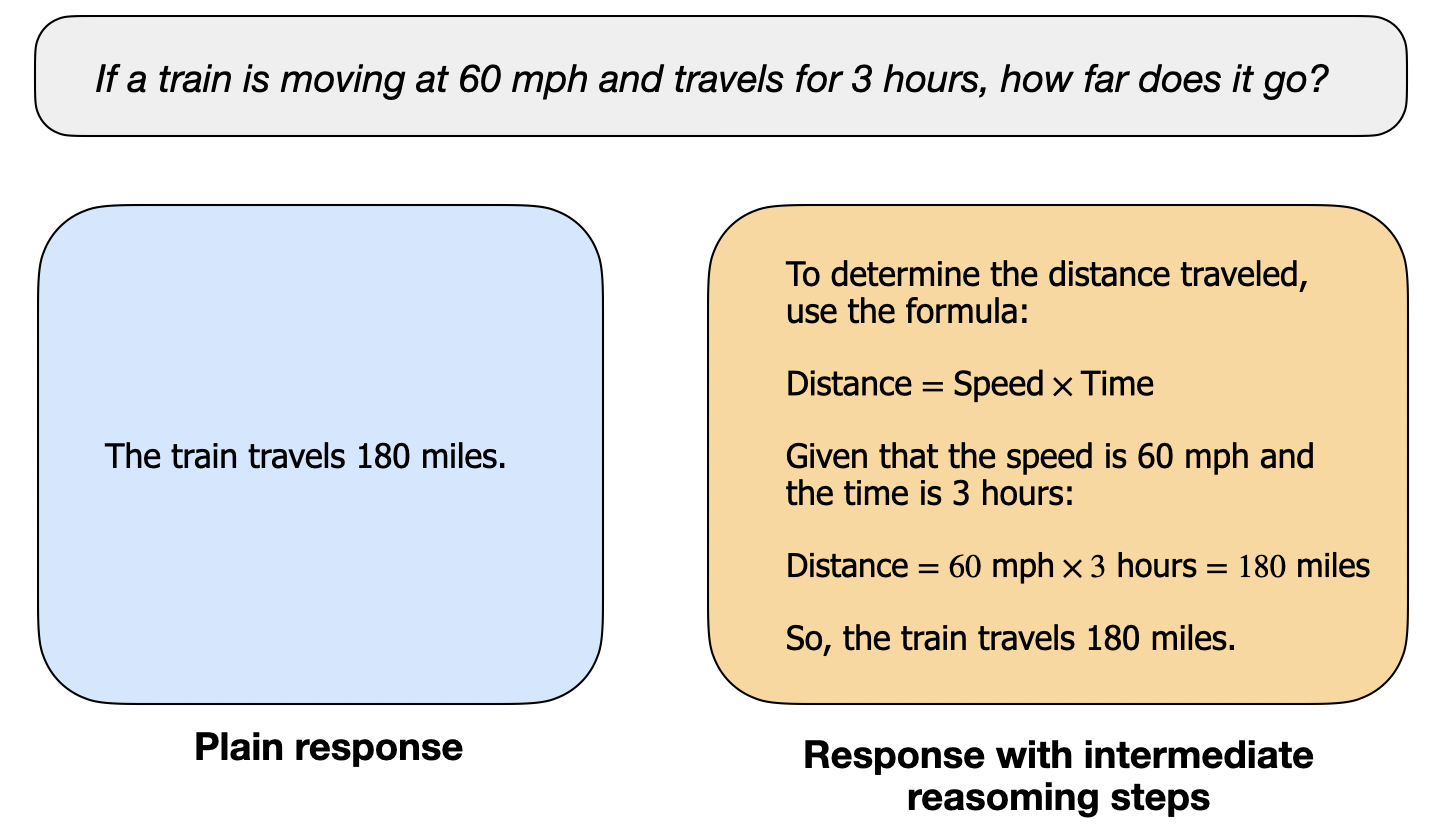 If a train is moving at 60 mph and travels for 3 hours, how far does it go?
The train travels 180 miles.
Plain response
To determine the distance traveled,
use the formula:
Distance = Speed × Time
Given that the speed is 60 mph and
the time is 3 hours:
Distance = 60 mph × 3 hours = 180 miles
So, the train travels 180 miles.
Response with intermediate
reasoming steps